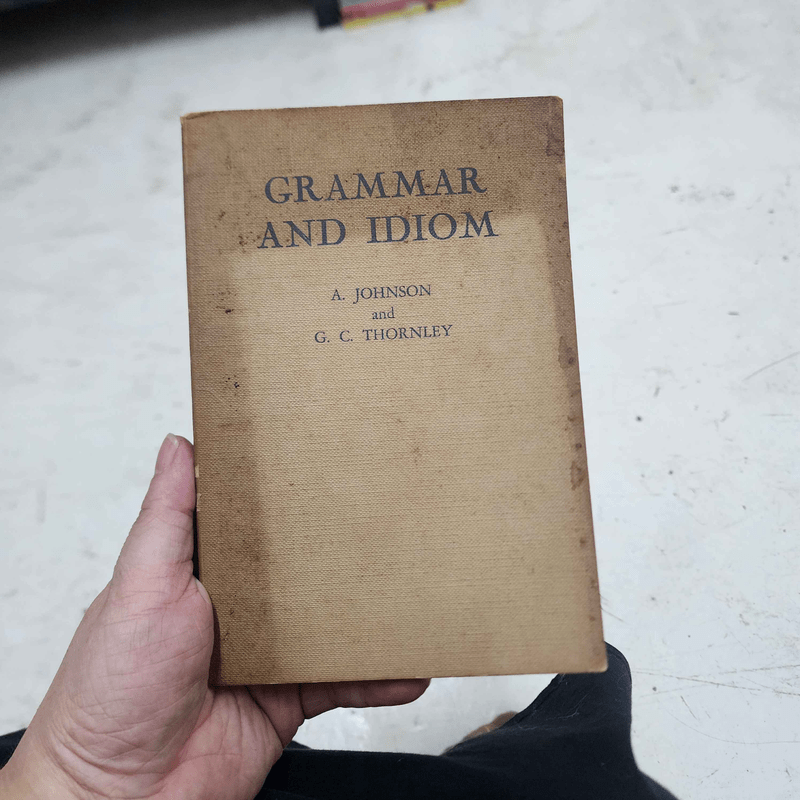 GRAMMAR
AND IDIOM
A. JOHNSON
and
G. C. THORNLEY